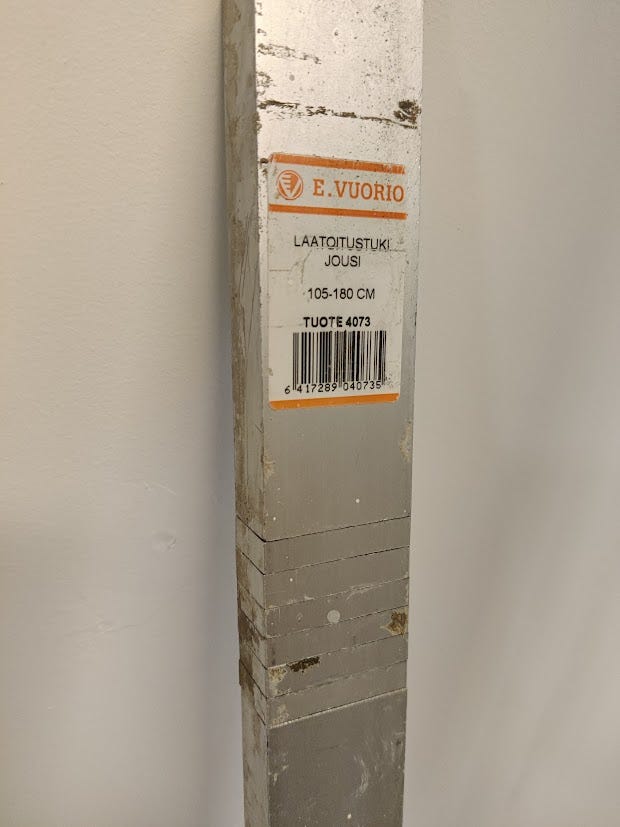 E.VUORIO
LAATOITUSTUKI
JOUSI
105-180 CM
TUOTE 4073
6 417289 040735